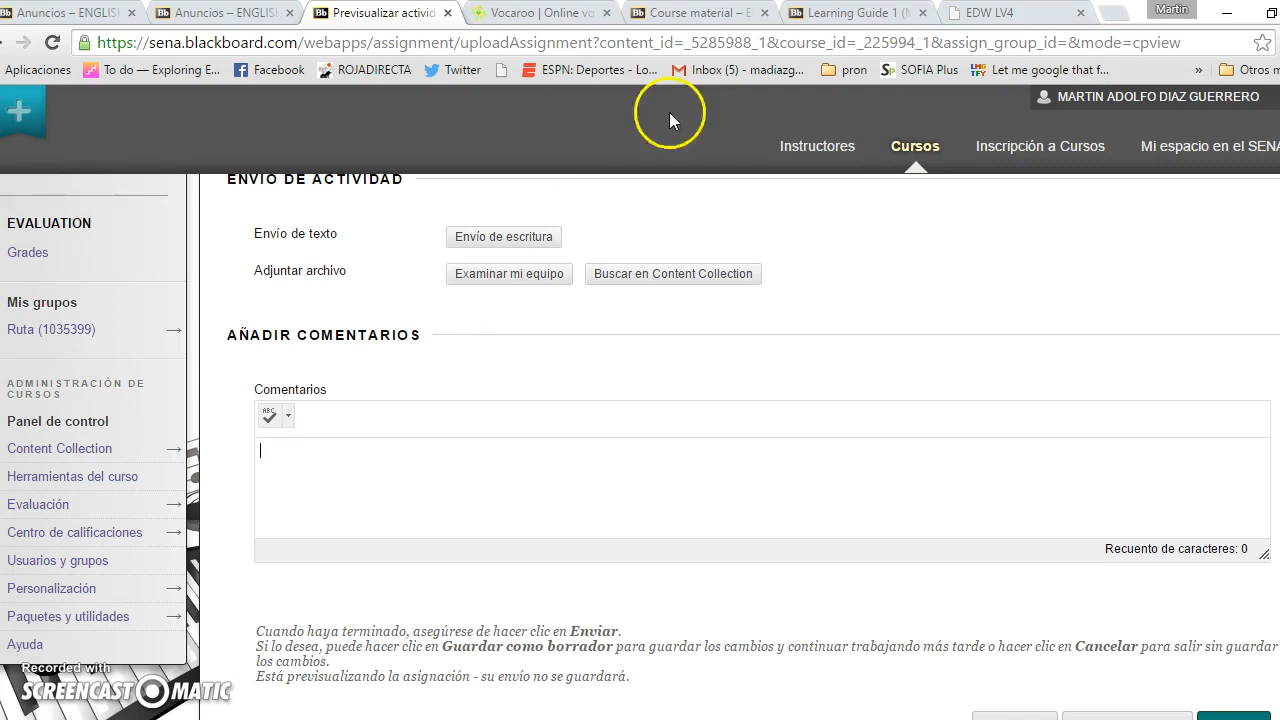 Anuncios – ENGLISH
Anuncios – ENGLIS
Previsualizar activid
Vocaroo | Online vo
Course material – E
Learning Guide 1 (M
EDW LV4
Martin
https://sena.blackboard.com/webapps/assignment/uploadAssignment?content_id=_5285988_1&course_id=_225994_1&assign_group_id=&mode=cpview
Aplicaciones
To do — Exploring E...
Facebook
ROJADIRECTA
Twitter
ESPN: Deportes - Lo...
Inbox (5) - madiazg...
pron
SOFIA Plus
Let me google that f...
»
Otros m
MARTIN ADOLFO DIAZ GUERRERO
Instructores
Cursos
Inscripción a Cursos
Mi espacio en el SENA
EVALUATION
Grades
Mis grupos
Ruta (1035399)
ADMINISTRACIÓN DE
CURSOS
Panel de control
Content Collection
Herramientas del curso
Evaluación
Centro de calificaciones
Usuarios y grupos
Personalización
Paquetes y utilidades
Ayuda
ENVÍO DE ACTIVIDAD
Envío de texto
Envío de escritura
Adjuntar archivo
Examinar mi equipo
Buscar en Content Collection
AÑADIR COMENTARIOS
Comentarios
ABC
Recuento de caracteres: 0
Cuando haya terminado, asegúrese de hacer clic en Enviar.
Si lo desea, puede hacer clic en Guardar como borrador para guardar los cambios y continuar trabajando más tarde o hacer clic en Cancelar para salir sin guardar
los cambios.
Está previsualizando la asignación - su envío no se guardará.
Recorded with
SCREENCAST MATIC